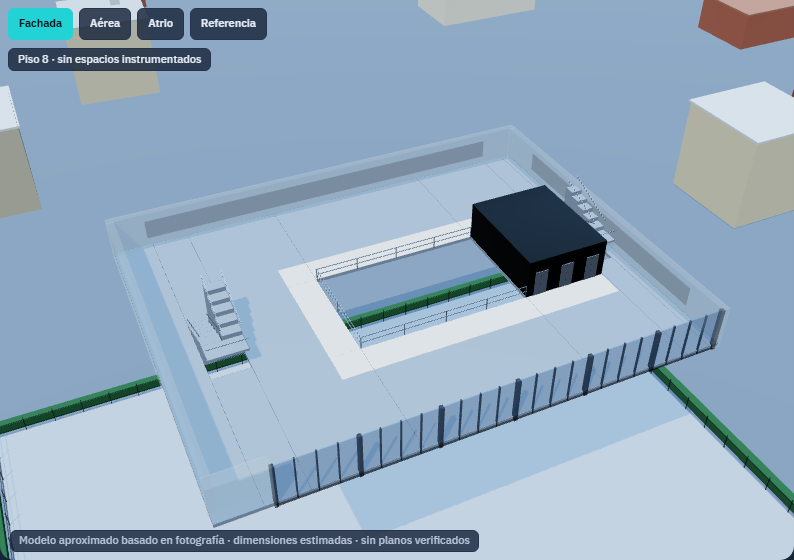 Fachada Aérea Atrio Referencia
Piso 8 · sin espacios instrumentados
Modelo aproximado basado en fotografía · dimensiones estimadas · sin planos verificados